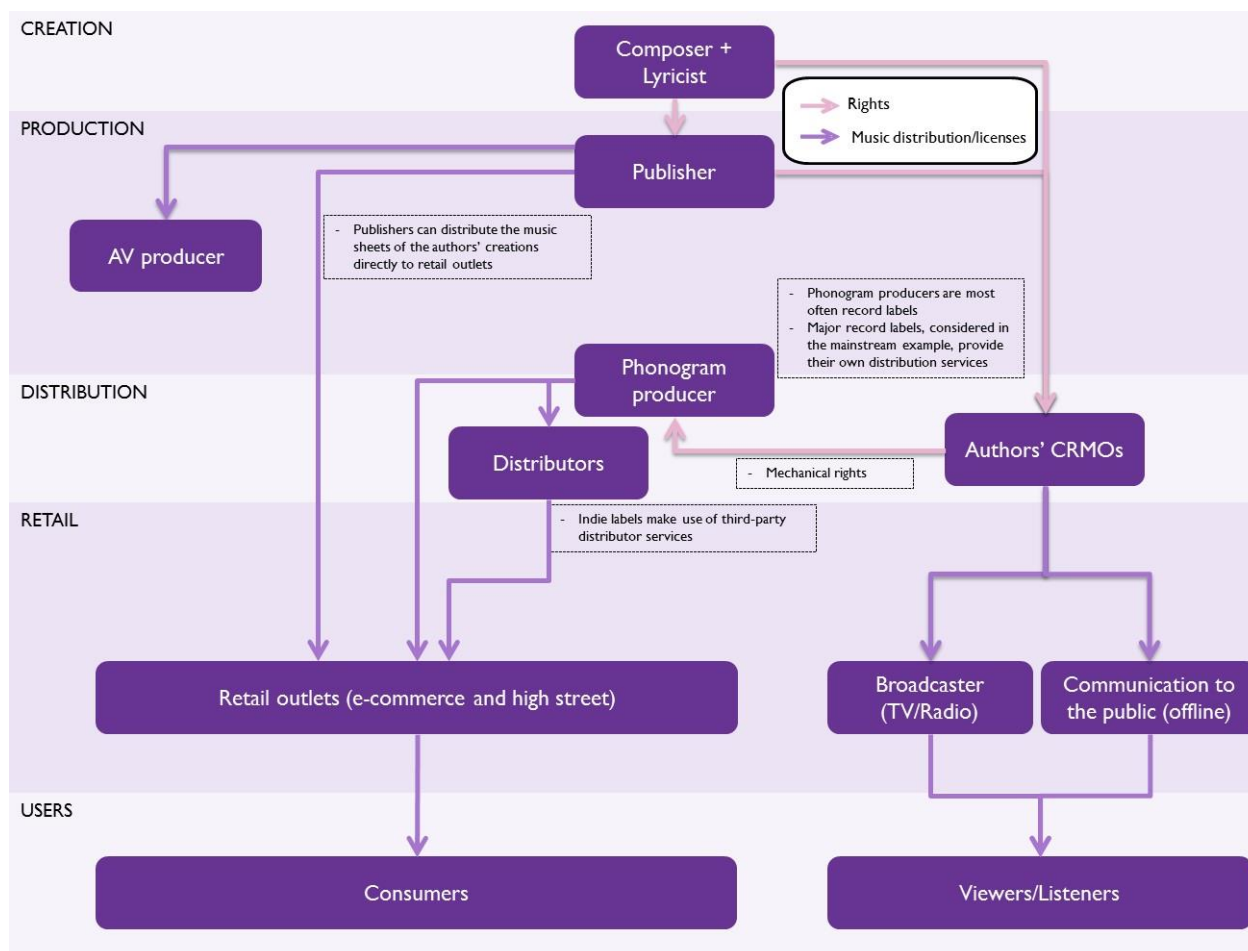 CREATION
Composer +
Lyricist
Rights
Music distribution/licenses
PRODUCTION
Publisher
AV producer
- Publishers can distribute the music
sheets of the authors’ creations
directly to retail outlets
- Phonogram producers are most
often record labels
- Major record labels, considered in
the mainstream example, provide
their own distribution services
Phonogram
producer
DISTRIBUTION
Distributors
- Mechanical rights
Authors’ CRMOs
RETAIL
- Indie labels make use of third-party
distributor services
Retail outlets (e-commerce and high street)
Broadcaster
(TV/Radio)
Communication to
the public (offline)
USERS
Consumers
Viewers/Listeners